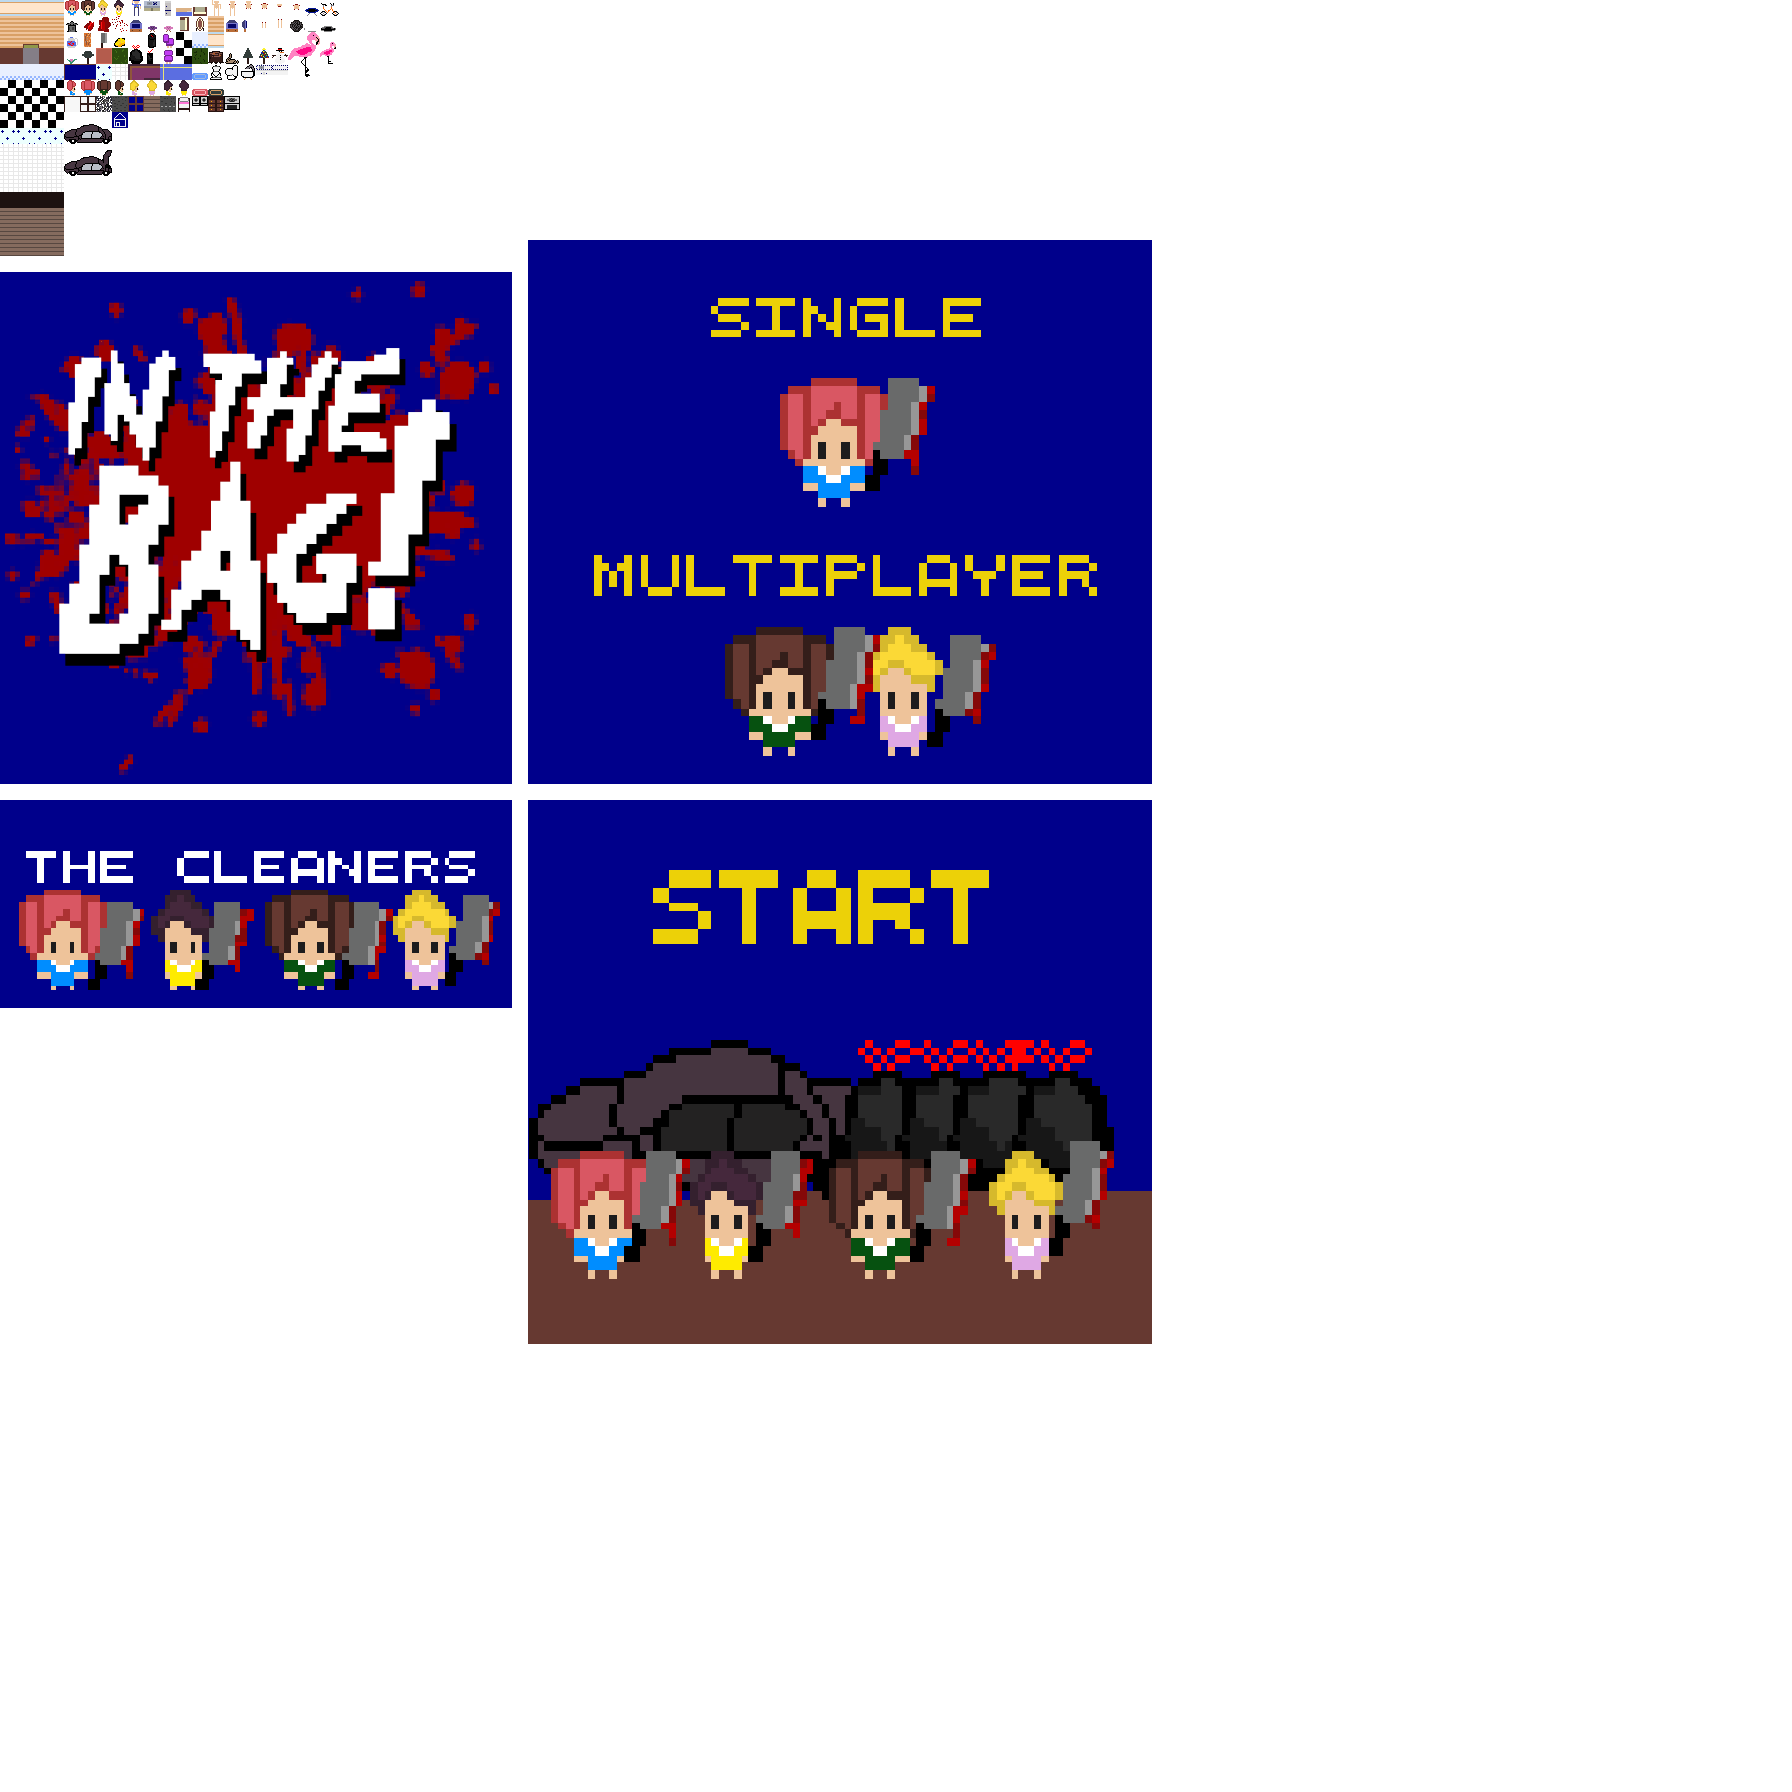 IN THE
BAG!
SINGLE
MULTIPLAYER
THE CLEANERS
START